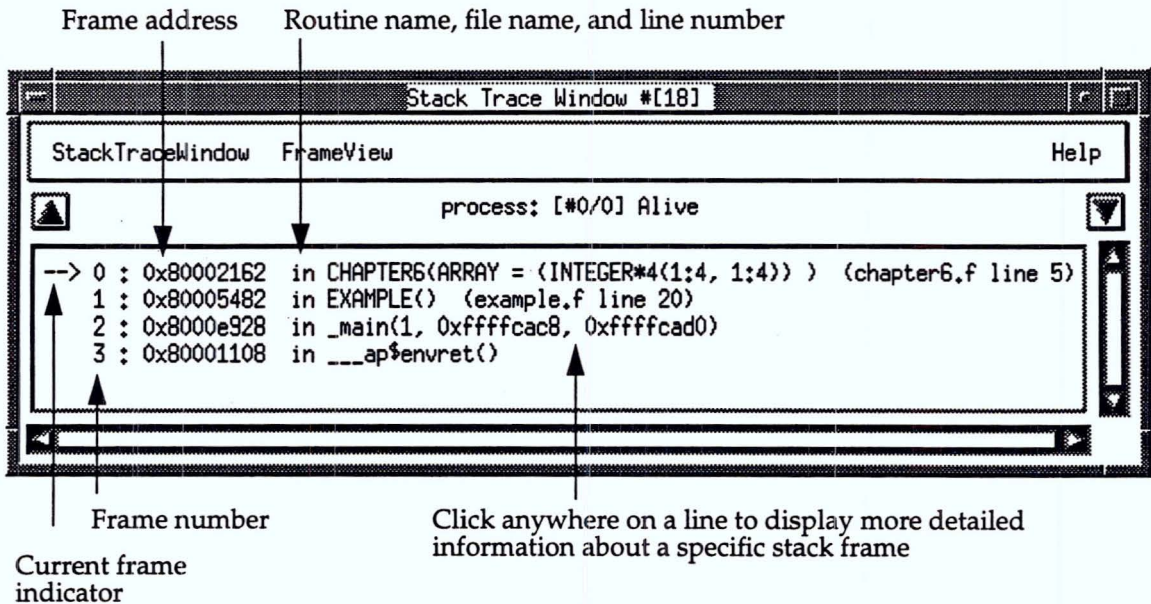 Frame address Routine name, file name, and line number
Stack Trace Window #[18]
StackTraceWindow FrameView Help
process: [#0/0] Alive
--> 0 : 0x80002162 in CHAPTER6(ARRAY = (INTEGER*4(1:4, 1:4)) ) (chapter6.f line 5)
1 : 0x80005482 in EXAMPLE() (example.f line 20)
2 : 0x8000e928 in _main(1, 0xffffcac8, 0xffffcad0)
3 : 0x80001108 in ___ap$envret()
Frame number
Click anywhere on a line to display more detailed
information about a specific stack frame
Current frame
indicator